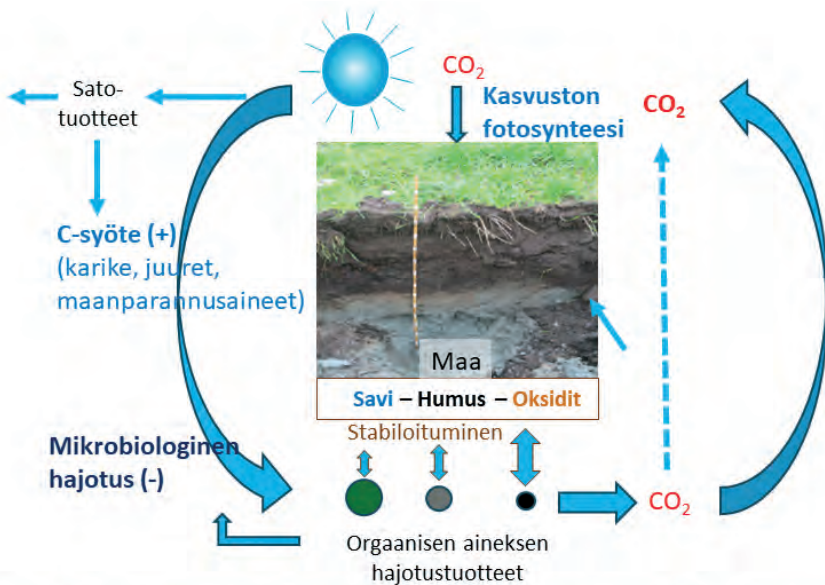 CO2
Kasvuston
fotosynteesi
CO2
Sato-
tuotteet
C-syöte (+)
(karike, juuret,
maanparannusaineet)
Maa
Savi – Humus – Oksidit
Stabiloituminen
Mikrobiologinen
hajotus (-)
CO2
Orgaanisen aineksen
hajotustuotteet